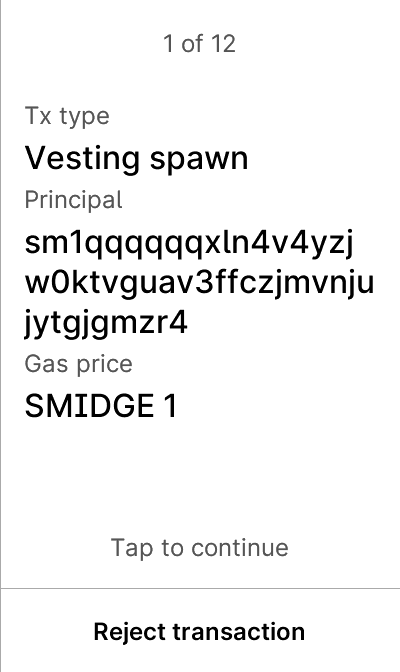 1 of 12
Tx type
Vesting spawn
Principal
sm1qqqqqqxln4v4yzj
w0ktvguav3ffczjmvnju
jytgjgmzr4
Gas price
SMIDGE 1
Tap to continue
Reject transaction